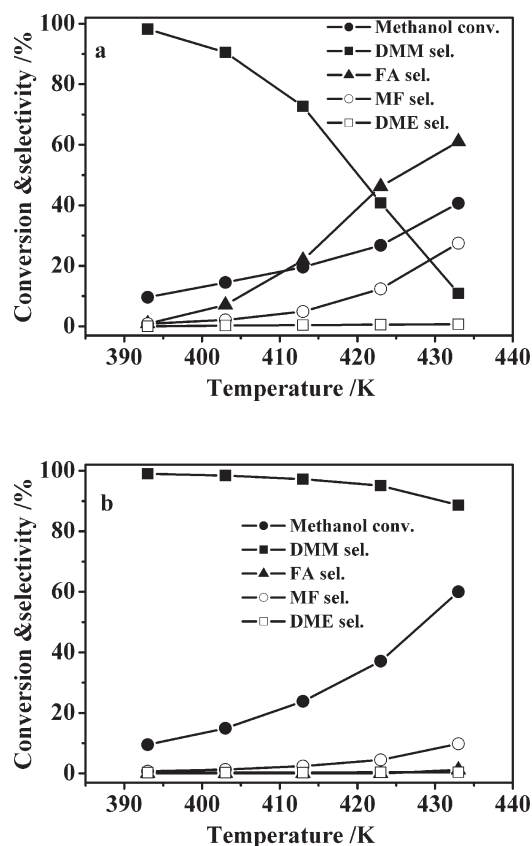 100
80
60
40
20
0
Conversion &selectivity /%
a
Methanol conv.
DMM sel.
FA sel.
MF sel.
DME sel.
390 400 410 420 430 440
Temperature /K
100
80
60
40
20
0
Conversion &selectivity /%
b
Methanol conv.
DMM sel.
FA sel.
MF sel.
DME sel.
390 400 410 420 430 440
Temperature /K